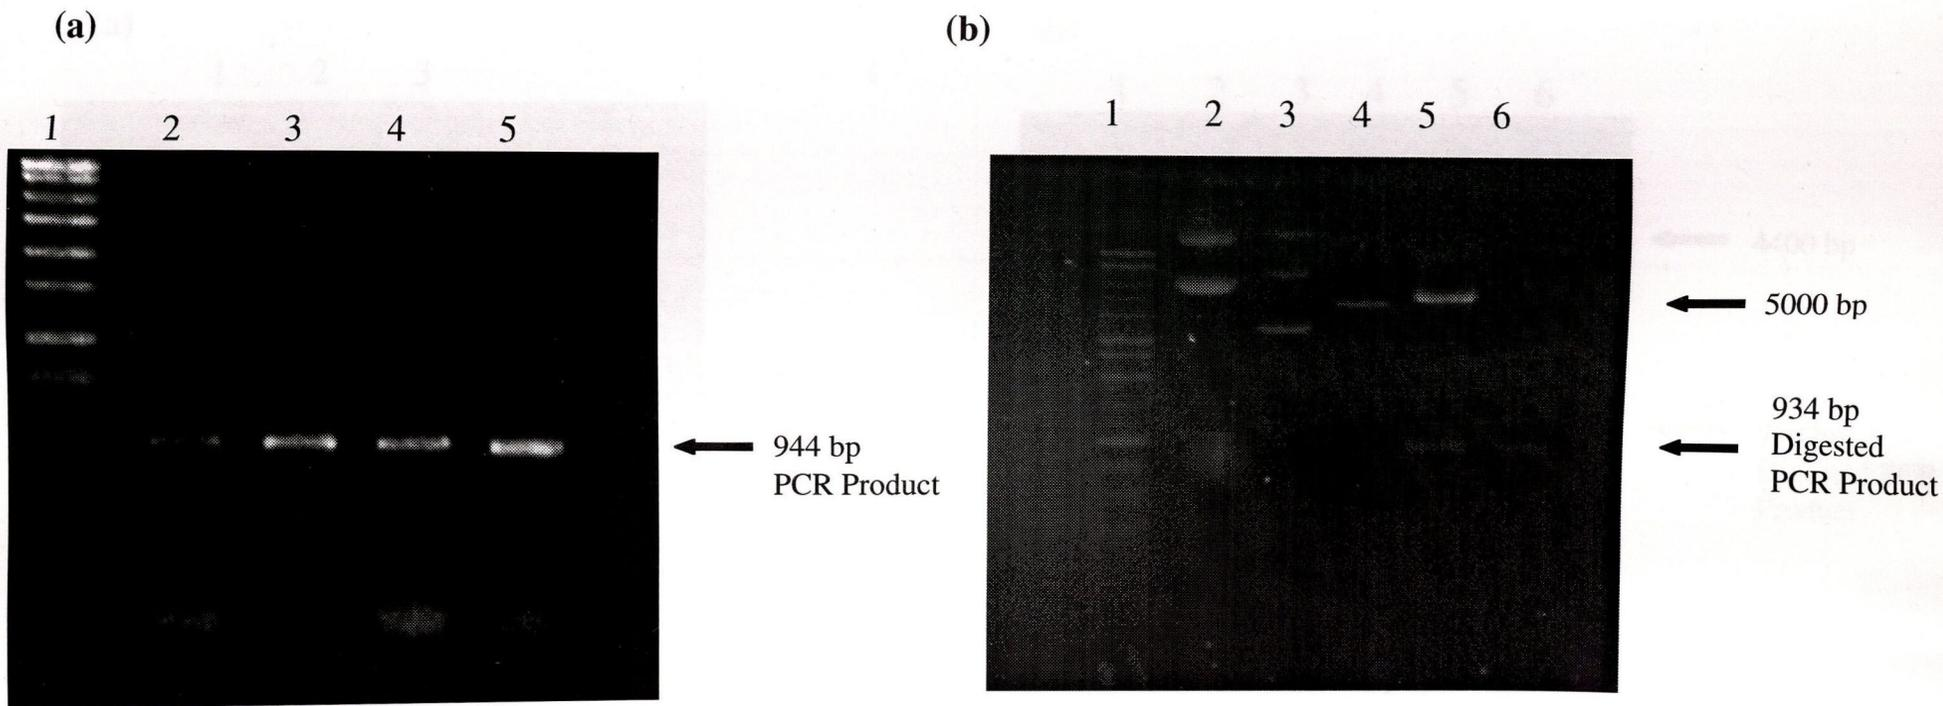 (a)
1 2 3 4 5
944 bp
PCR Product
(b)
1 2 3 4 5 6
5000 bp
934 bp
Digested
PCR Product